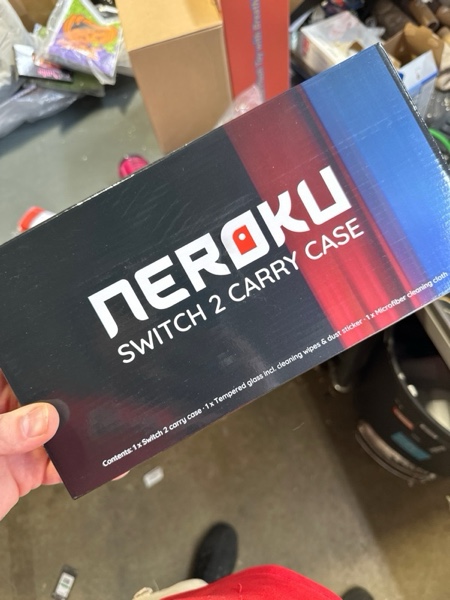 NEROKU
SWITCH 2 CARRY CASE
Contents: 1 x Switch 2 carry case · 1 x Tempered glass incl. cleaning wipes & dust sticker · 1 x Microfiber cleaning cloth